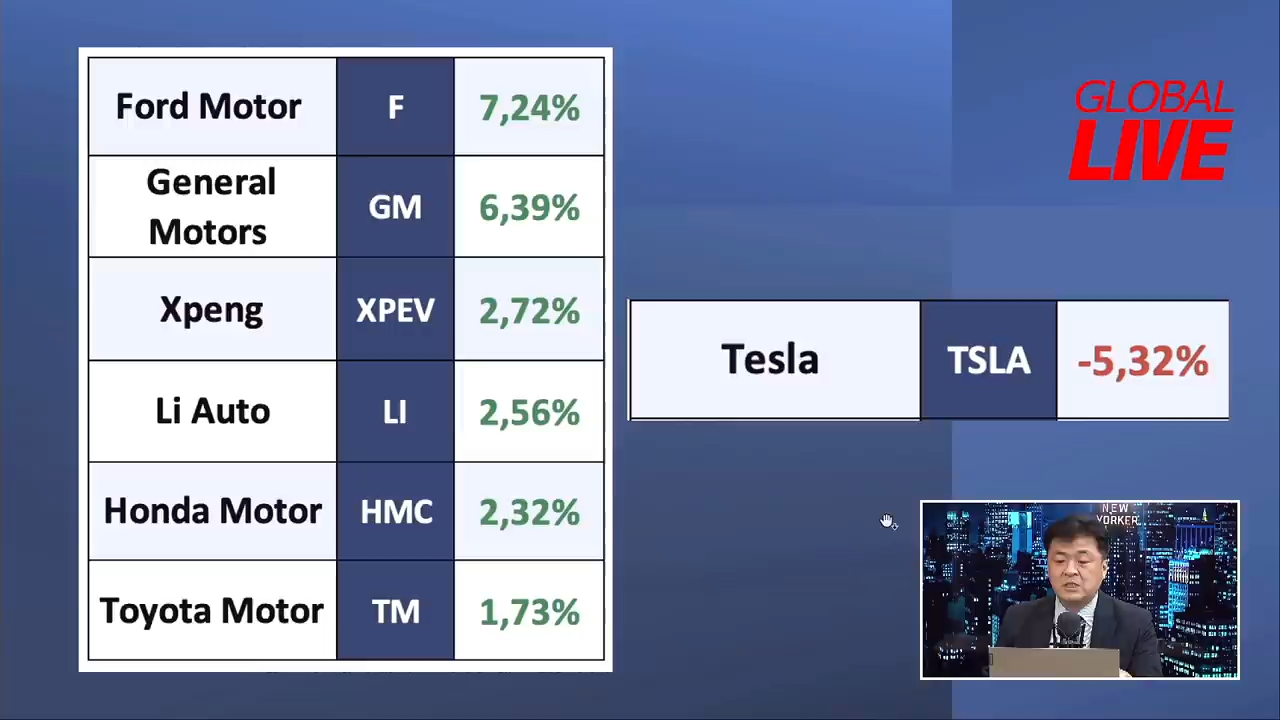 GLOBAL
LIVE
Ford Motor F 7,24%
General
Motors GM 6,39%
Xpeng XPEV 2,72%
Li Auto LI 2,56%
Honda Motor HMC 2,32%
Toyota Motor TM 1,73%
Tesla TSLA -5,32%
NEW
YORKER